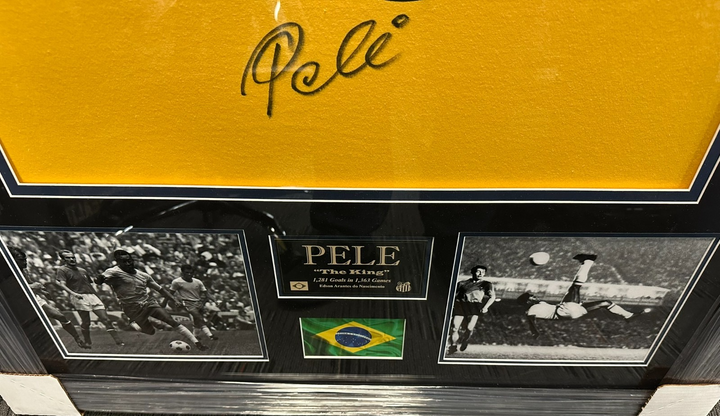 Pelé
PELE
"The King"
1,281 Goals in 1,363 Games
Edson Arantes do Nascimento